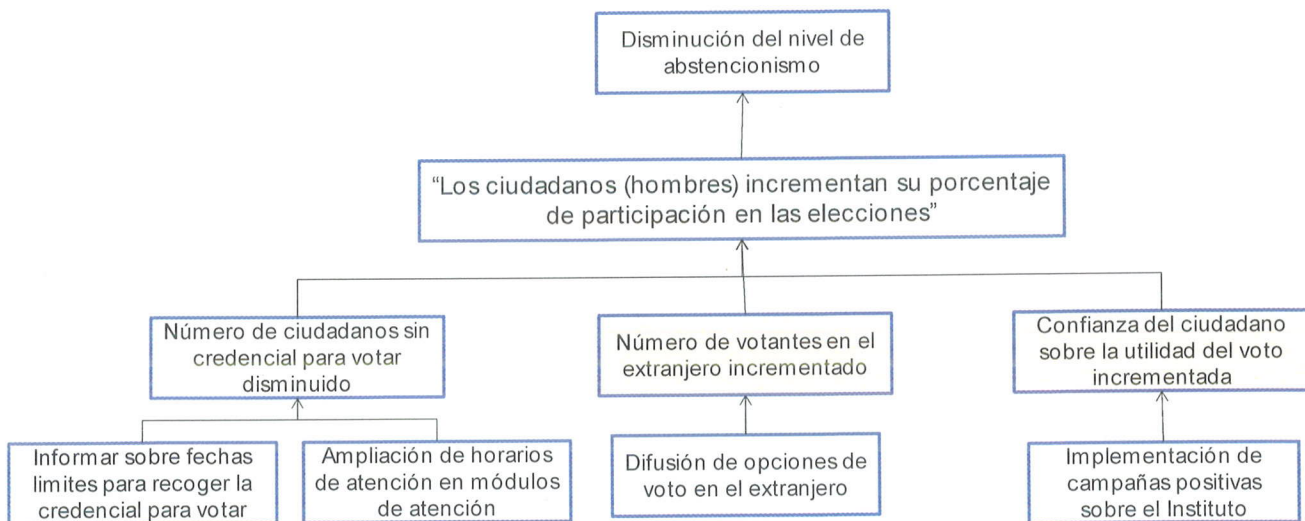 Disminución del nivel de
abstencionismo
“Los ciudadanos (hombres) incrementan su porcentaje
de participación en las elecciones”
Número de ciudadanos sin
credencial para votar
disminuido
Número de votantes en el
extranjero incrementado
Confianza del ciudadano
sobre la utilidad del voto
incrementada
Informar sobre fechas
limites para recoger la
credencial para votar
Ampliación de horarios
de atención en módulos
de atención
Difusión de opciones de
voto en el extranjero
Implementación de
campañas positivas
sobre el Instituto